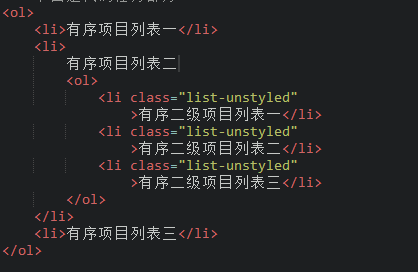 <ol>
<li>有序项目列表一</li>
<li>
有序项目列表二
<ol>
<li class="list-unstyled"
>有序二级项目列表一</li>
<li class="list-unstyled"
>有序二级项目列表二</li>
<li class="list-unstyled"
>有序二级项目列表三</li>
</ol>
</li>
<li>有序项目列表三</li>
</ol>